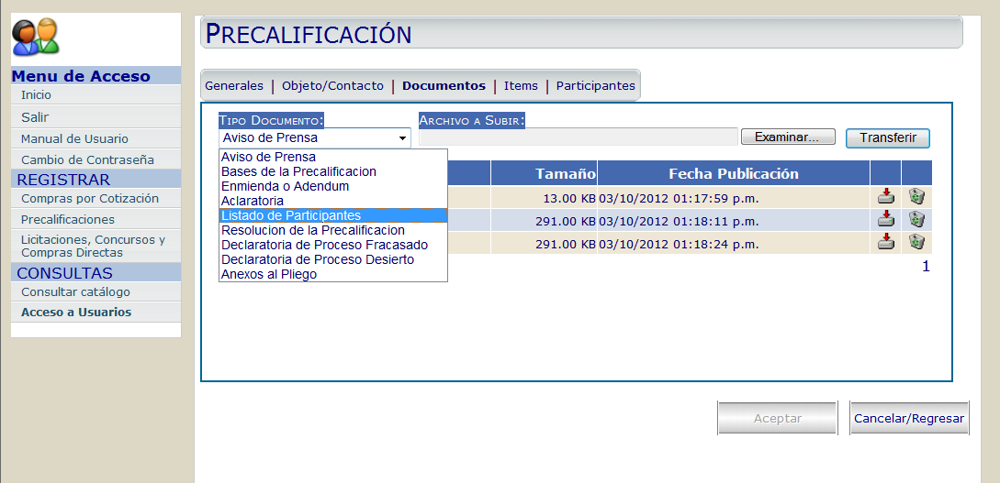 PRECALIFICACIÓN
Menu de Acceso
Inicio
Salir
Manual de Usuario
Cambio de Contraseña
REGISTRAR
Compras por Cotización
Precalificaciones
Licitaciones, Concursos y
Compras Directas
CONSULTAS
Consultar catálogo
Acceso a Usuarios
Generales | Objeto/Contacto | Documentos | Items | Participantes
TIPO DOCUMENTO: ARCHIVO A SUBIR:
Aviso de Prensa Examinar... Transferir
Aviso de Prensa
Bases de la Precalificacion
Enmienda o Adendum
Aclaratoria
Listado de Participantes
Resolucion de la Precalificacion
Declaratoria de Proceso Fracasado
Declaratoria de Proceso Desierto
Anexos al Pliego
Tamaño Fecha Publicación
13.00 KB 03/10/2012 01:17:59 p.m.
291.00 KB 03/10/2012 01:18:11 p.m.
291.00 KB 03/10/2012 01:18:24 p.m.
1
Aceptar Cancelar/Regresar